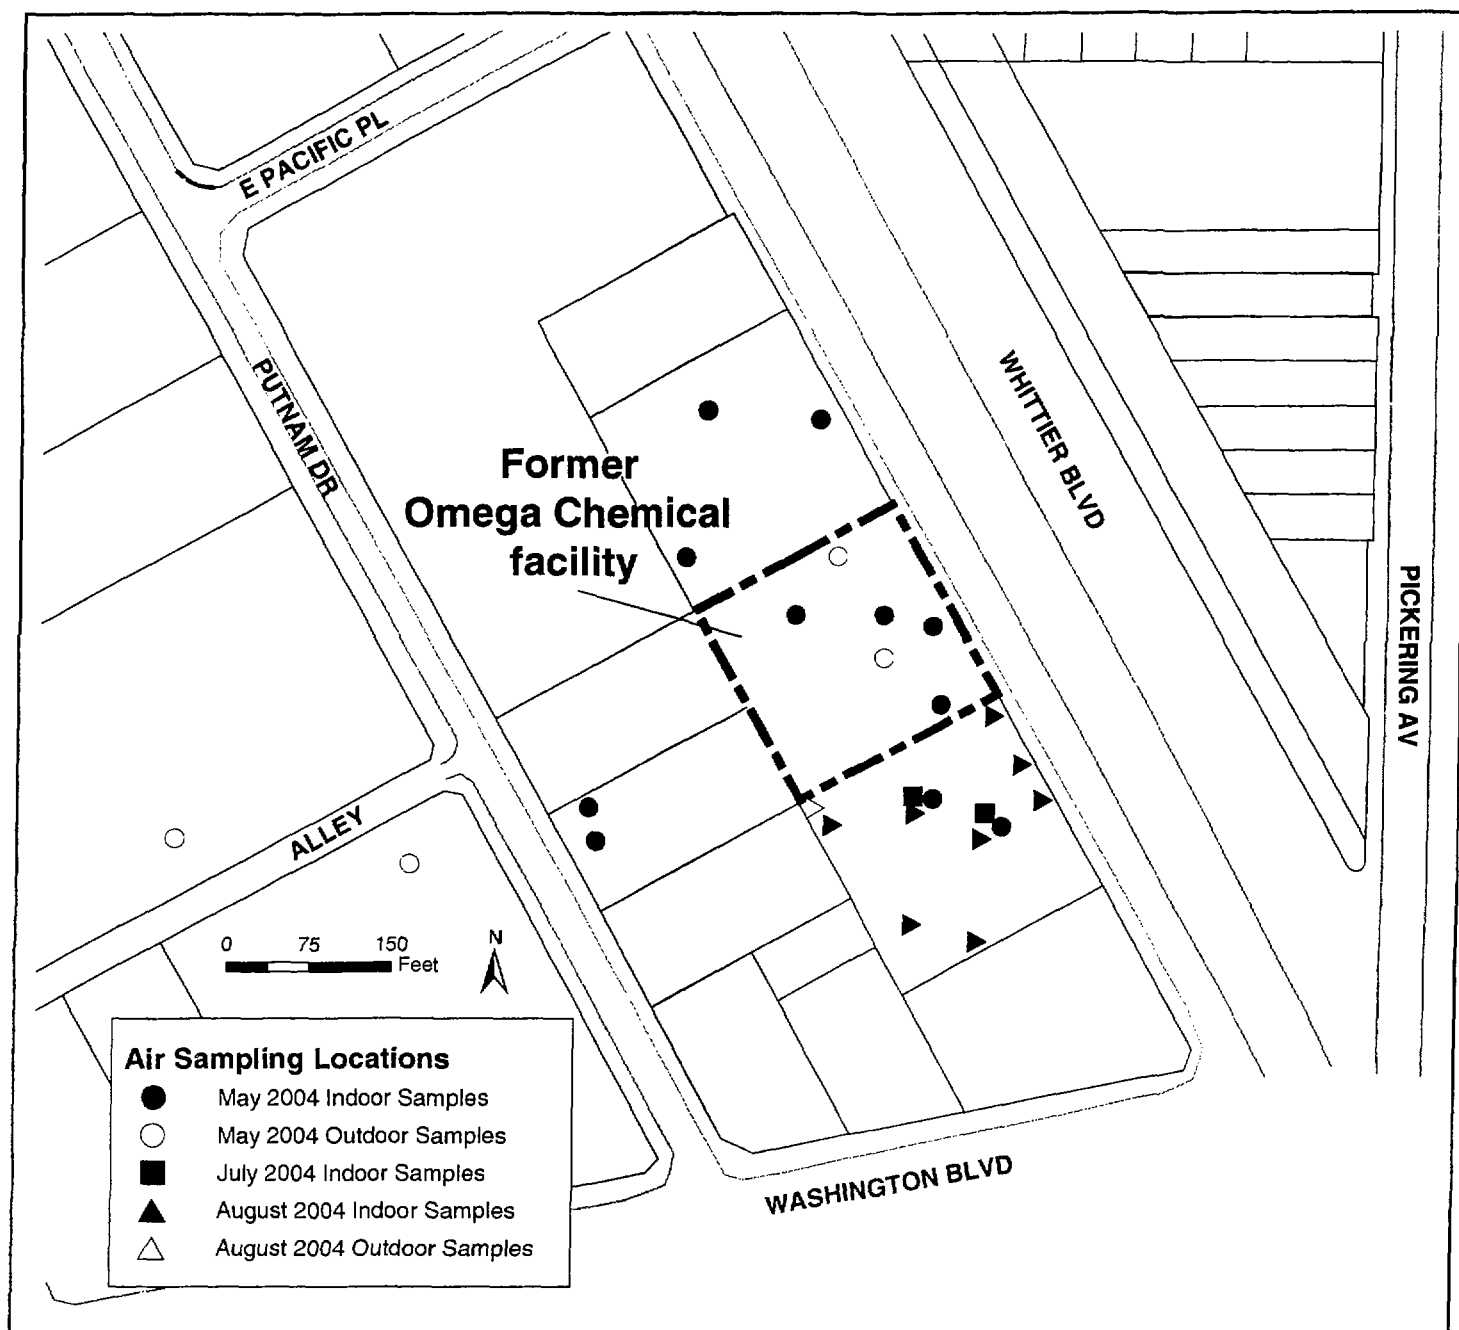 E PACIFIC PL
PUTNAM DR
WHITTIER BLVD
Former
Omega Chemical
facility
PICKERING AV
ALLEY
0 75 150
Feet
N
WASHINGTON BLVD
Air Sampling Locations
May 2004 Indoor Samples
May 2004 Outdoor Samples
July 2004 Indoor Samples
August 2004 Indoor Samples
August 2004 Outdoor Samples